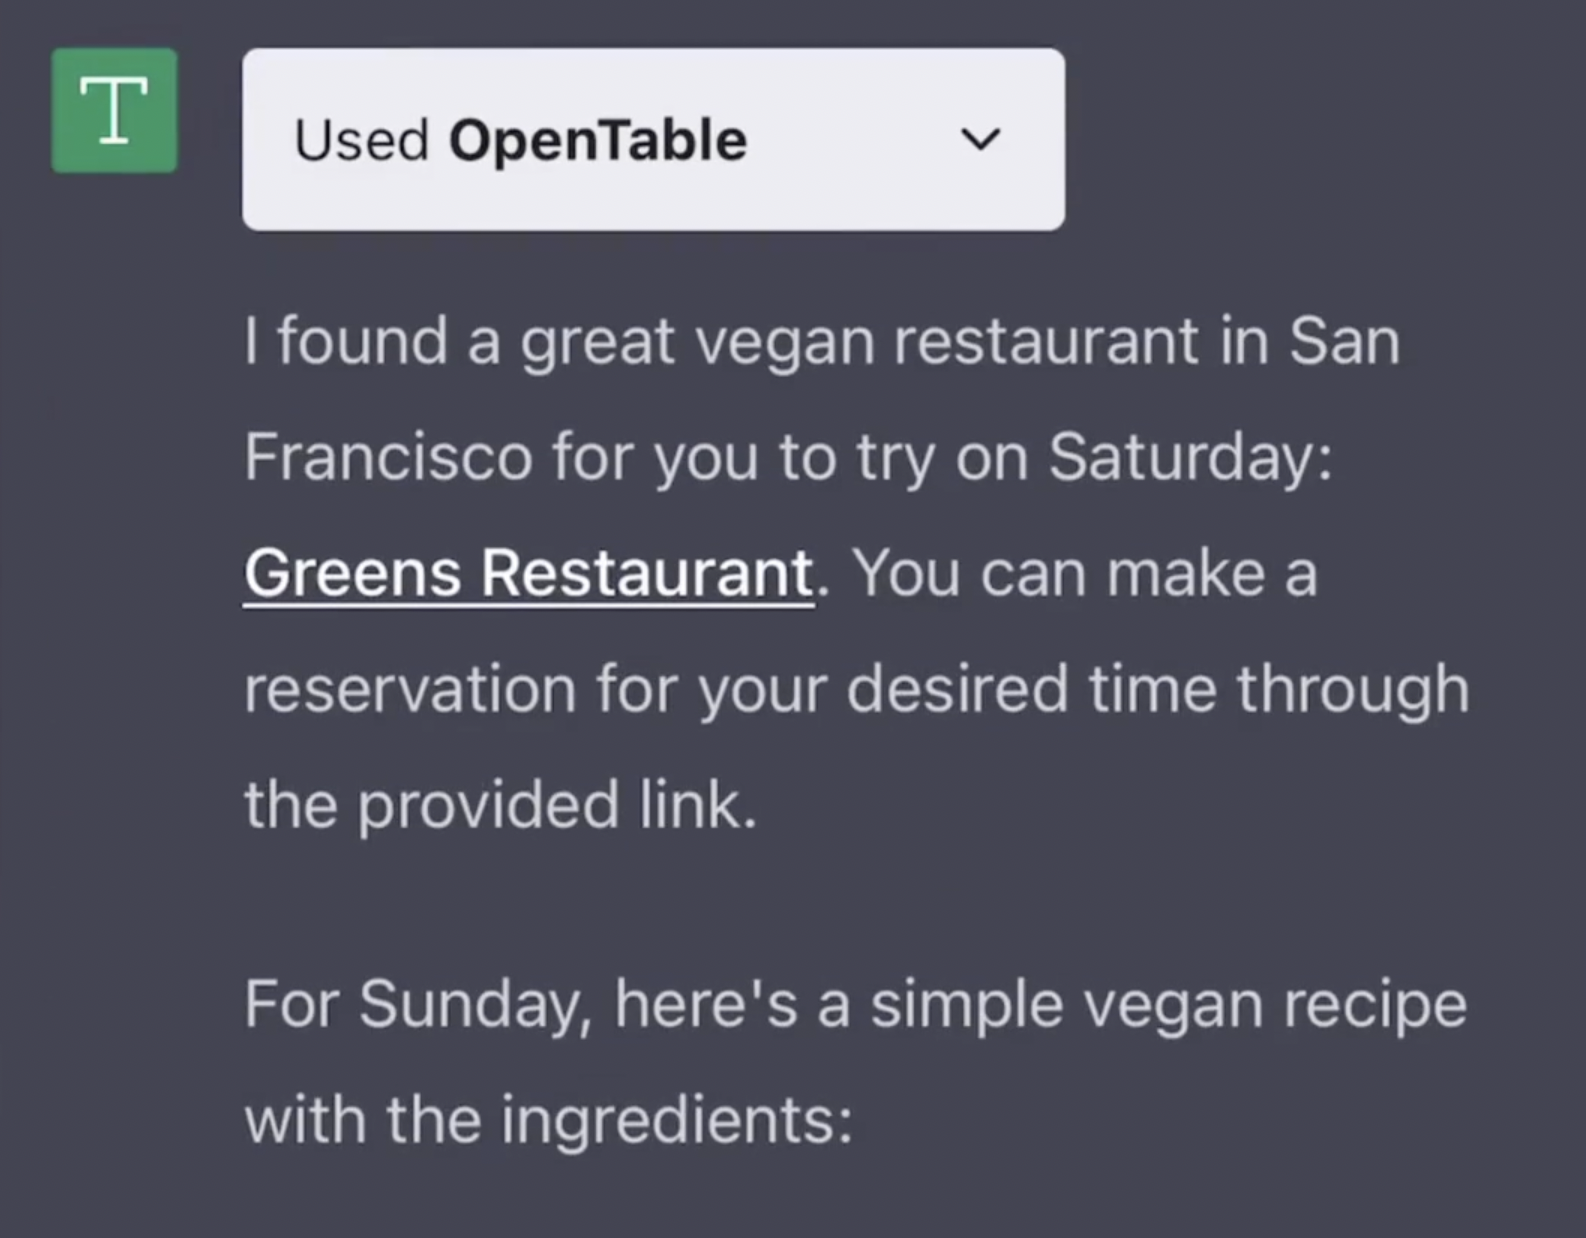 T
Used OpenTable
I found a great vegan restaurant in San
Francisco for you to try on Saturday:
Greens Restaurant. You can make a
reservation for your desired time through
the provided link.
For Sunday, here's a simple vegan recipe
with the ingredients: